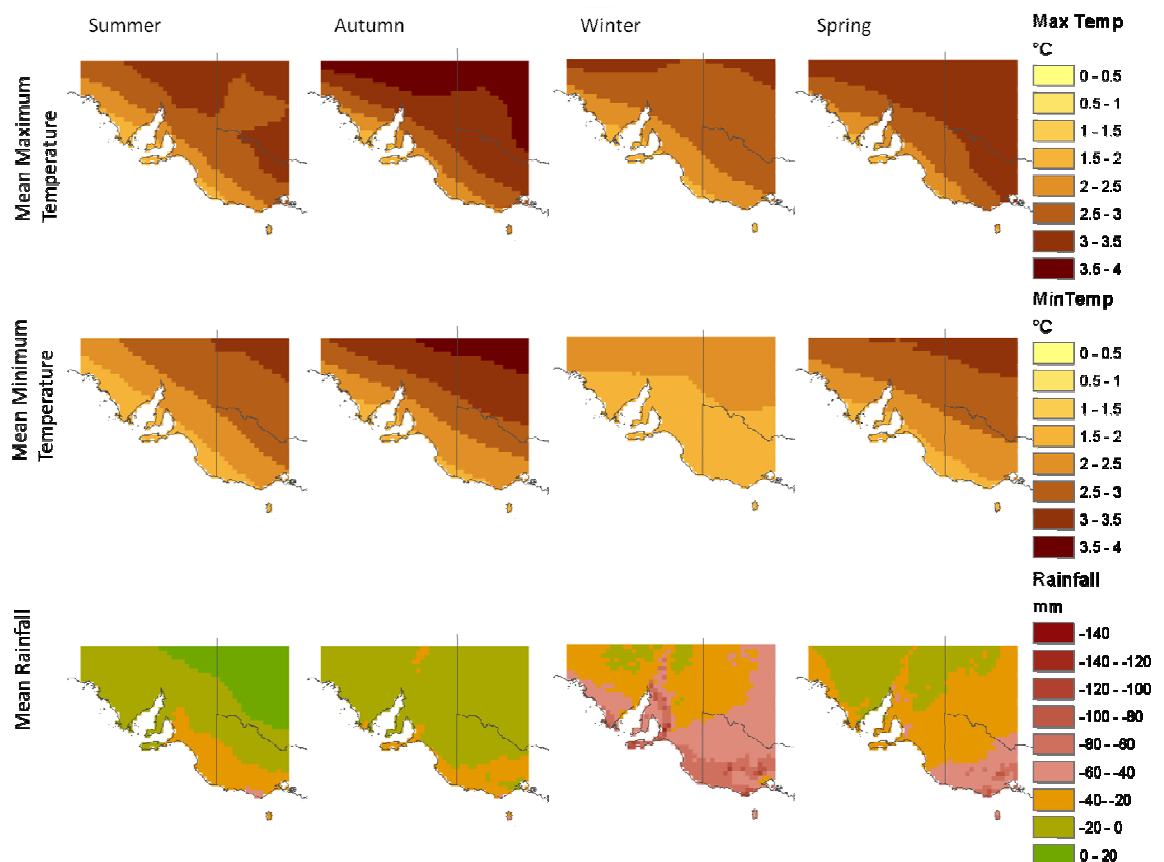 Summer
Autumn
Winter
Spring
Max Temp
°C
0 - 0.5
0.5 - 1
1 - 1.5
1.5 - 2
2 - 2.5
2.5 - 3
3 - 3.5
3.5 - 4
Mean Maximum
Temperature
MinTemp
°C
0 - 0.5
0.5 - 1
1 - 1.5
1.5 - 2
2 - 2.5
2.5 - 3
3 - 3.5
3.5 - 4
Mean Minimum
Temperature
Rainfall
mm
-140
-140 - -120
-120 - -100
-100 - -80
-80 - -60
-60 - -40
-40 - -20
-20 - 0
0 - 20
Mean Rainfall